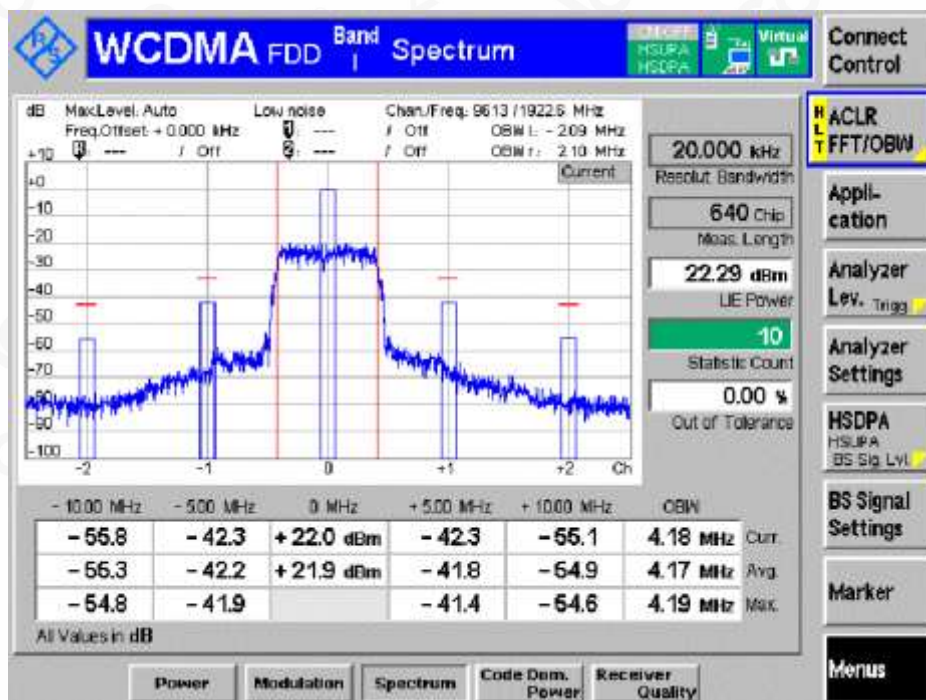 R S WCDMA FDD Band I Spectrum HSUPA HSDPA Virtual
Connect Control
dB Max.Level: Auto Low noise Chan./Freq.: 9613 / 1922.6 MHz
Freq.Offset: + 0.000 kHz 1: --- / Off OBW l: - 2.09 MHz
--- / Off 2: --- / Off OBW r: 2.10 MHz
Current
+10
+0
-10
-20
-30
-40
-50
-60
-70
-80
-90
-100
-2 -1 0 +1 +2 Ch
20.000 kHz
Resolut. Bandwidth
640 Chip
Meas. Length
22.29 dBm
UE Power
10
Statistic Count
0.00 %
Out of Tolerance
- 10.00 MHz - 5.00 MHz 0 MHz + 5.00 MHz + 10.00 MHz OBW
- 55.8 - 42.3 + 22.0 dBm - 42.3 - 55.1 4.18 MHz Curr.
- 55.3 - 42.2 + 21.9 dBm - 41.8 - 54.9 4.17 MHz Avg.
- 54.8 - 41.9 - 41.4 - 54.6 4.19 MHz Max.
All Values in dB
Power Modulation Spectrum Code Dom. Power Receiver Quality
H L T ACLR FFT/OBW
Appli-
cation
Analyzer
Lev. Trigg.
Analyzer
Settings
HSDPA
HSUPA
BS Sig. Lvl.
BS Signal
Settings
Marker
Menus